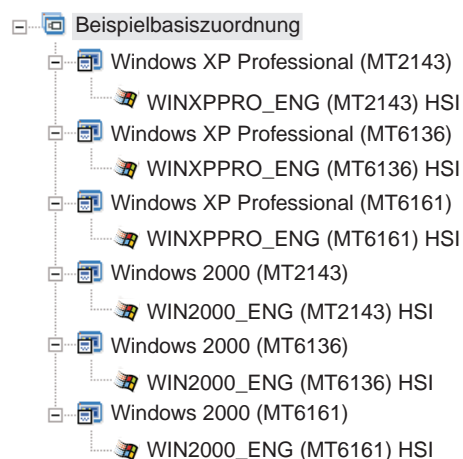 Beispielbasiszuordnung
Windows XP Professional (MT2143)
WINXPPRO_ENG (MT2143) HSI
Windows XP Professional (MT6136)
WINXPPRO_ENG (MT6136) HSI
Windows XP Professional (MT6161)
WINXPPRO_ENG (MT6161) HSI
Windows 2000 (MT2143)
WIN2000_ENG (MT2143) HSI
Windows 2000 (MT6136)
WIN2000_ENG (MT6136) HSI
Windows 2000 (MT6161)
WIN2000_ENG (MT6161) HSI